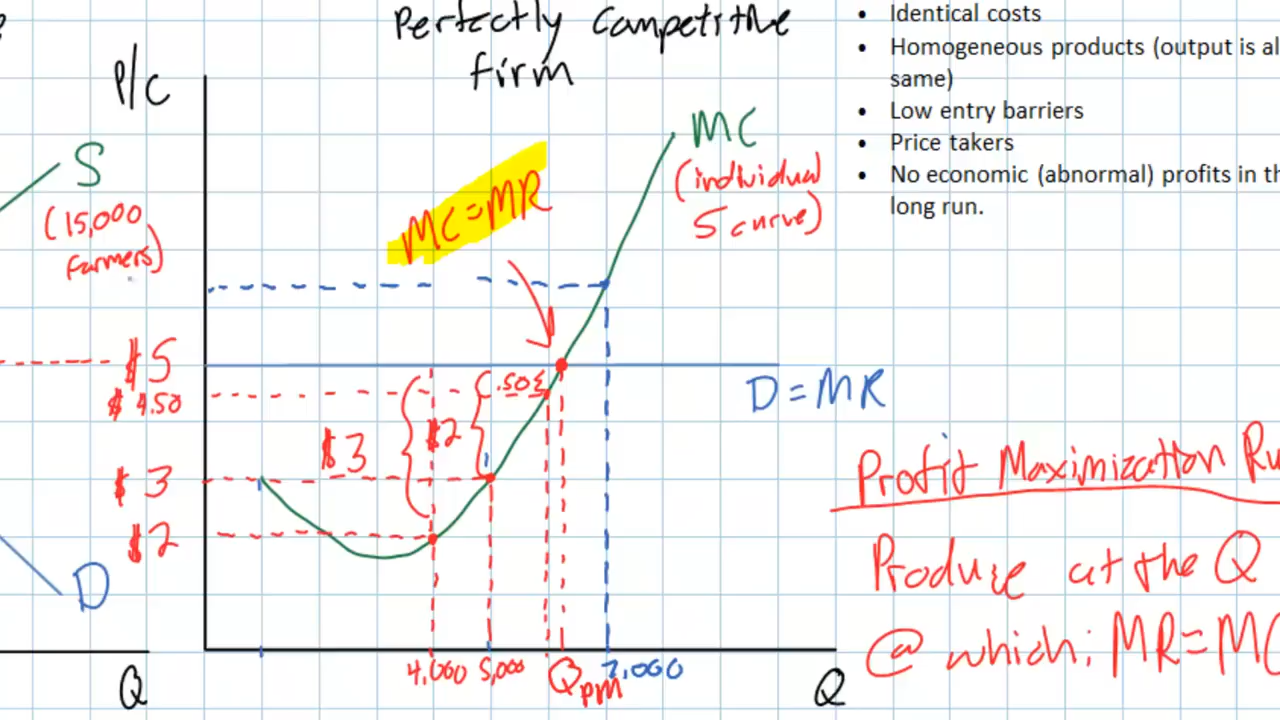 Perfectly Competitive
firm
P/C
S
(15,000
farmers)
MC
(individual
S curve)
MC=MR
$5
$4.50
$3
$2
$3
$2
.50¢
D=MR
D
Q
4,000
5,000
Qpm
7,000
Q
• Identical costs
• Homogeneous products (output is al
same)
• Low entry barriers
• Price takers
• No economic (abnormal) profits in th
long run.
Profit Maximization Ru
Produce at the Q
@ which; MR=MC